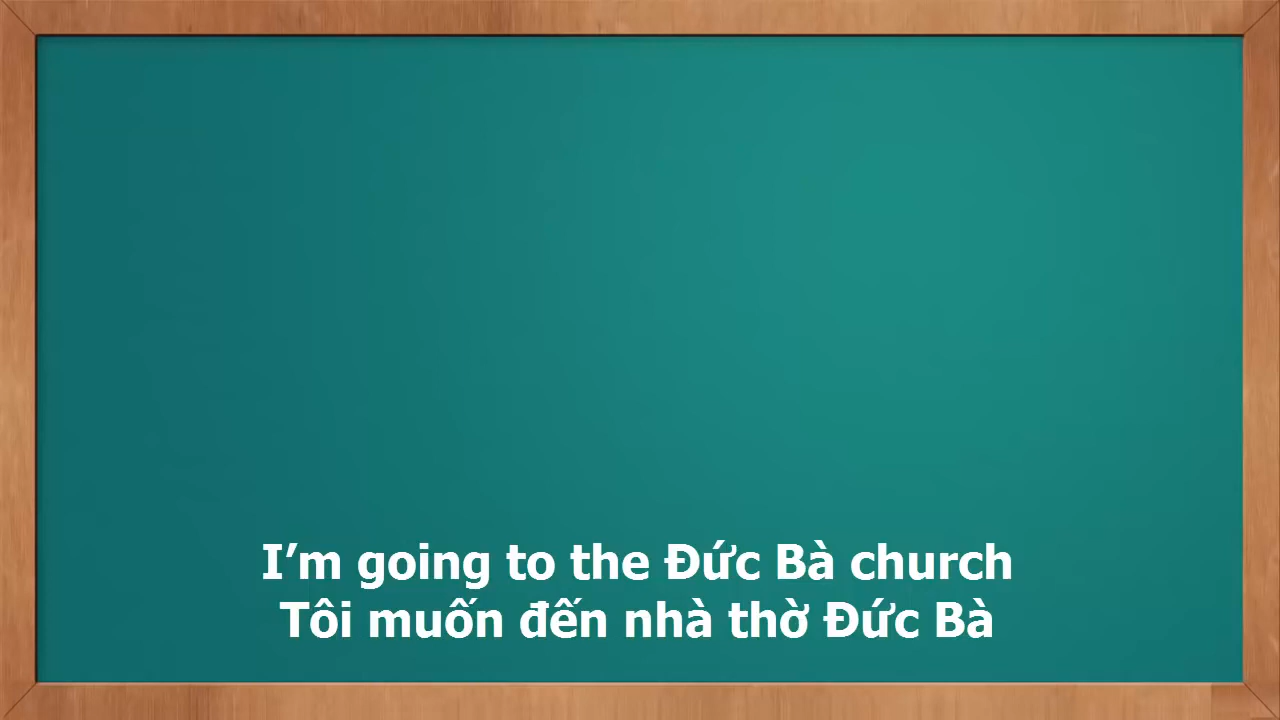 I’m going to the Đức Bà church
Tôi muốn đến nhà thờ Đức Bà